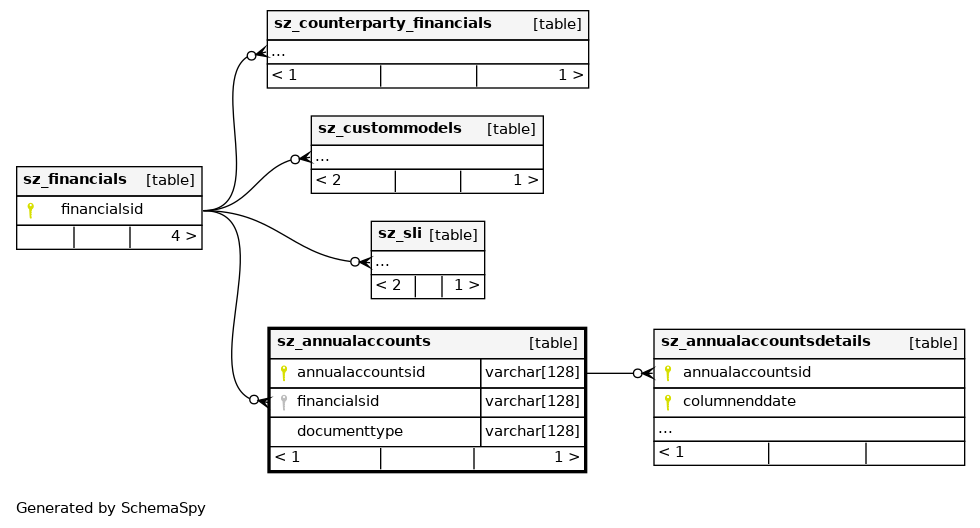 sz_counterparty_financials [table]
...
< 1 1 >
sz_custommodels [table]
...
< 2 1 >
sz_financials [table]
financialsid
4 >
sz_sli [table]
...
< 2 1 >
sz_annualaccounts [table]
annualaccountsid varchar[128]
financialsid varchar[128]
documenttype varchar[128]
< 1 1 >
sz_annualaccountsdetails [table]
annualaccountsid
columnenddate
...
< 1
Generated by SchemaSpy